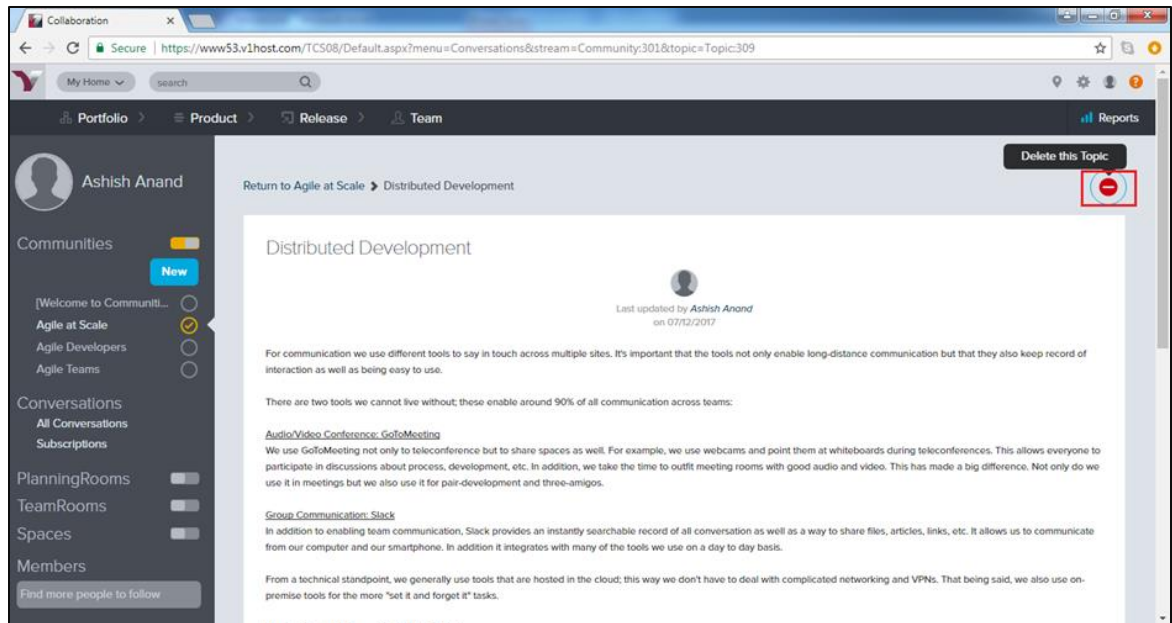 Collaboration
Secure | https://www53.v1host.com/TCS08/Default.aspx?menu=Conversations&stream=Community:301&topic=Topic:309
My Home
search
Portfolio
Product
Release
Team
Reports
Delete this Topic
Ashish Anand
Return to Agile at Scale > Distributed Development
Communities
New
[Welcome to Communiti...
Agile at Scale
Agile Developers
Agile Teams
Conversations
All Conversations
Subscriptions
PlanningRooms
TeamRooms
Spaces
Members
Find more people to follow
Distributed Development
Last updated by Ashish Anand
on 07/12/2017
For communication we use different tools to say in touch across multiple sites. It's important that the tools not only enable long-distance communication but that they also keep record of
interaction as well as being easy to use.
There are two tools we cannot live without; these enable around 90% of all communication across teams:
Audio/Video Conference: GoToMeeting
We use GoToMeeting not only to teleconference but to share spaces as well. For example, we use webcams and point them at whiteboards during teleconferences. This allows everyone to
participate in discussions about process, development, etc. In addition, we take the time to outfit meeting rooms with good audio and video. This has made a big difference. Not only do we
use it in meetings but we also use it for pair-development and three-amigos.
Group Communication: Slack
In addition to enabling team communication, Slack provides an instantly searchable record of all conversation as well as a way to share files, articles, links, etc. It allows us to communicate
from our computer and our smartphone. In addition it integrates with many of the tools we use on a day to day basis.
From a technical standpoint, we generally use tools that are hosted in the cloud; this way we don't have to deal with complicated networking and VPNs. That being said, we also use on-
premise tools for the more "set it and forget it" tasks.